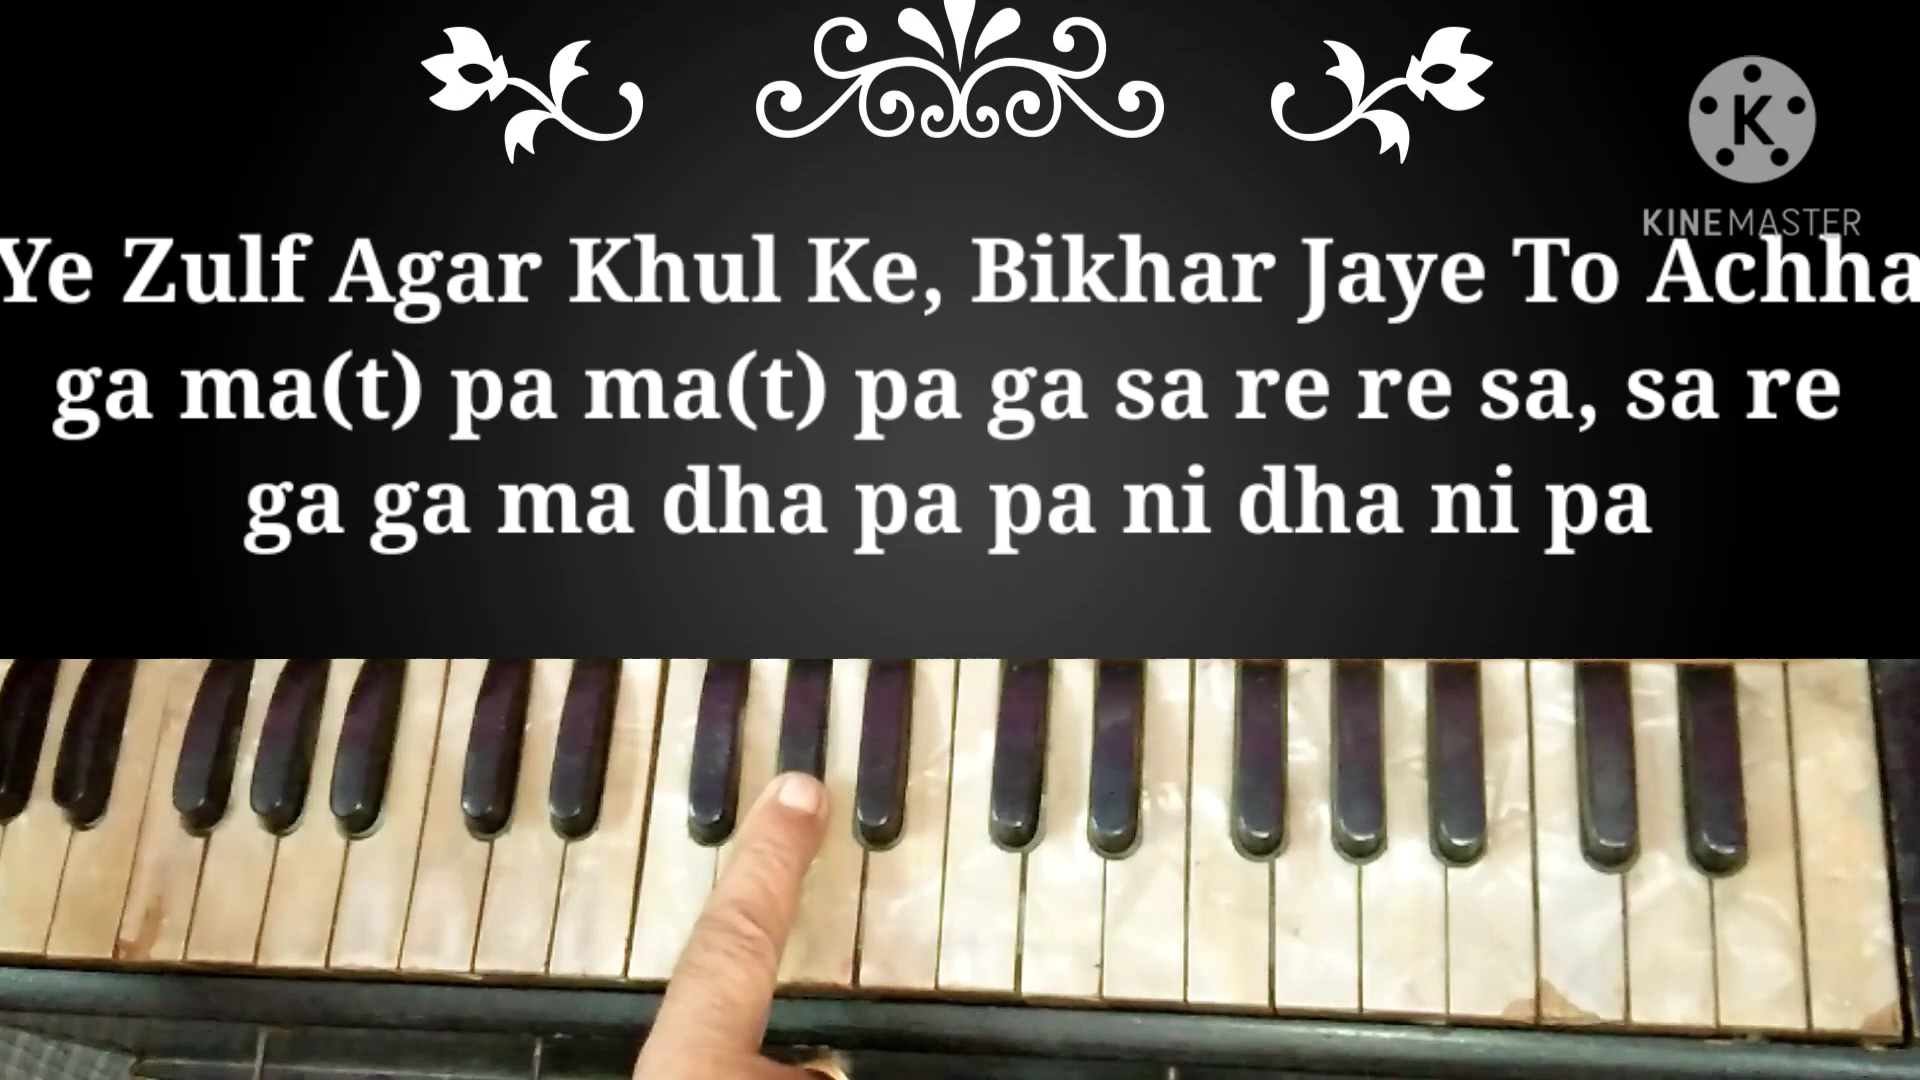 K
KINEMASTER
Ye Zulf Agar Khul Ke, Bikhar Jaye To Achha
ga ma(t) pa ma(t) pa ga sa re re sa, sa re
ga ga ma dha pa pa ni dha ni pa